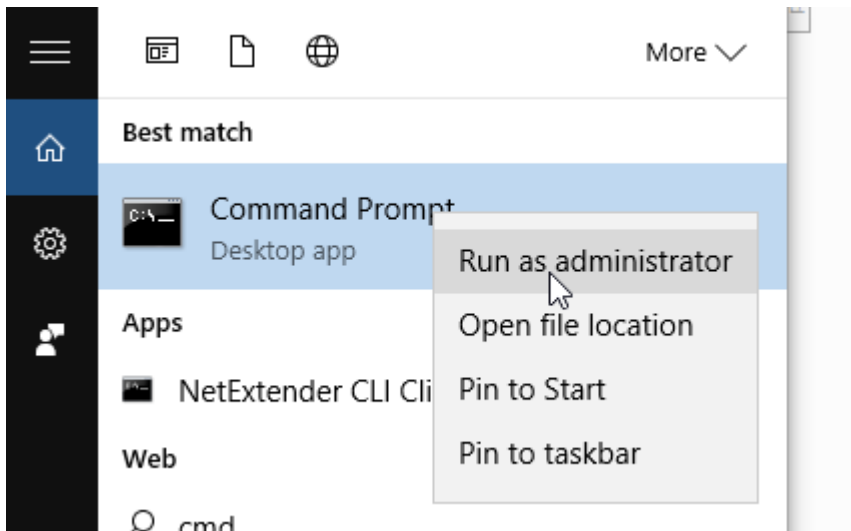 More
Best match
Command Prompt
Desktop app
Run as administrator
Open file location
Apps
NetExtender CLI Cli
Pin to Start
Web
Pin to taskbar
cmd